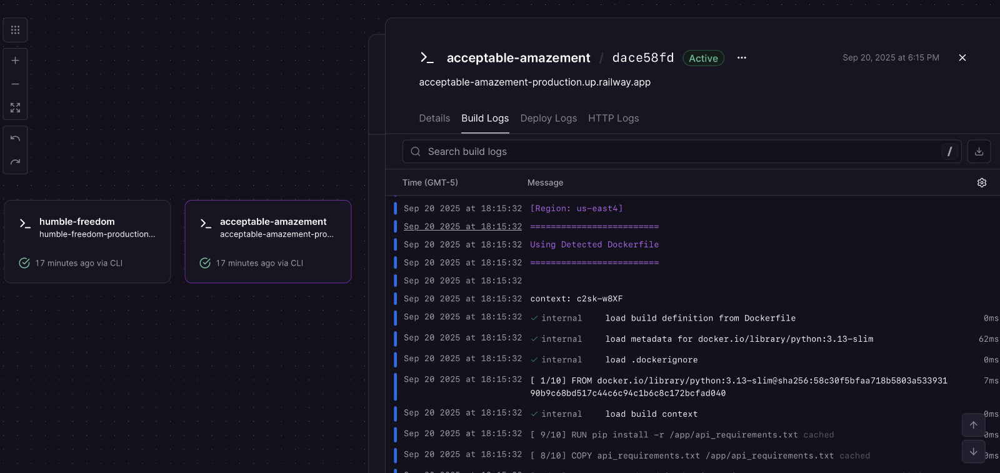 acceptable-amazement / dace58fd Active ··· Sep 20, 2025 at 6:15 PM
acceptable-amazement-production.up.railway.app
Details Build Logs Deploy Logs HTTP Logs
Search build logs /
Time (GMT-5) Message
humble-freedom
humble-freedom-production...
17 minutes ago via CLI
acceptable-amazement
acceptable-amazement-pro...
17 minutes ago via CLI
Sep 20 2025 at 18:15:32 [Region: us-east4]
Sep 20 2025 at 18:15:32 =========================
Sep 20 2025 at 18:15:32 Using Detected Dockerfile
Sep 20 2025 at 18:15:32 =========================
Sep 20 2025 at 18:15:32
Sep 20 2025 at 18:15:32 context: c2sk-w8XF
Sep 20 2025 at 18:15:32 internal load build definition from Dockerfile 0ms
Sep 20 2025 at 18:15:32 internal load metadata for docker.io/library/python:3.13-slim 62ms
Sep 20 2025 at 18:15:32 internal load .dockerignore 0ms
Sep 20 2025 at 18:15:32 [ 1/10] FROM docker.io/library/python:3.13-slim@sha256:58c30f5bfaa718b5803a533931 7ms
90b9c68bd517c44c6c94c1b6c8c172bcfad040
Sep 20 2025 at 18:15:32 internal load build context 0ms
Sep 20 2025 at 18:15:32 [ 9/10] RUN pip install -r /app/api_requirements.txt cached 0ms
Sep 20 2025 at 18:15:32 [ 8/10] COPY api_requirements.txt /app/api_requirements.txt cached 0ms